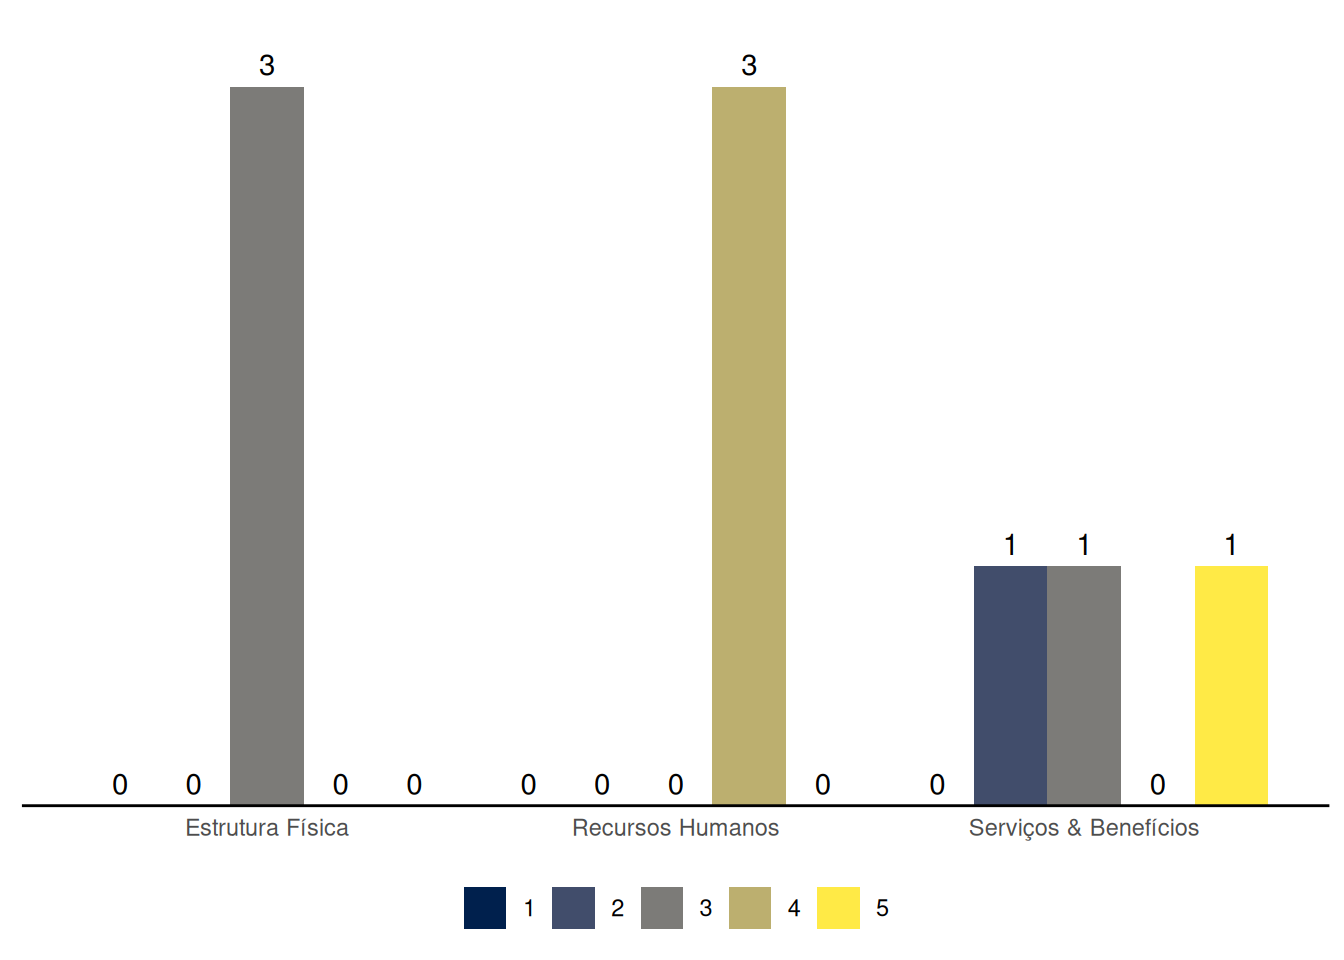 3 3
1 1 1
0 0 0 0 0 0 0 0 0 0
Estrutura Física Recursos Humanos Serviços & Benefícios
1 2 3 4 5